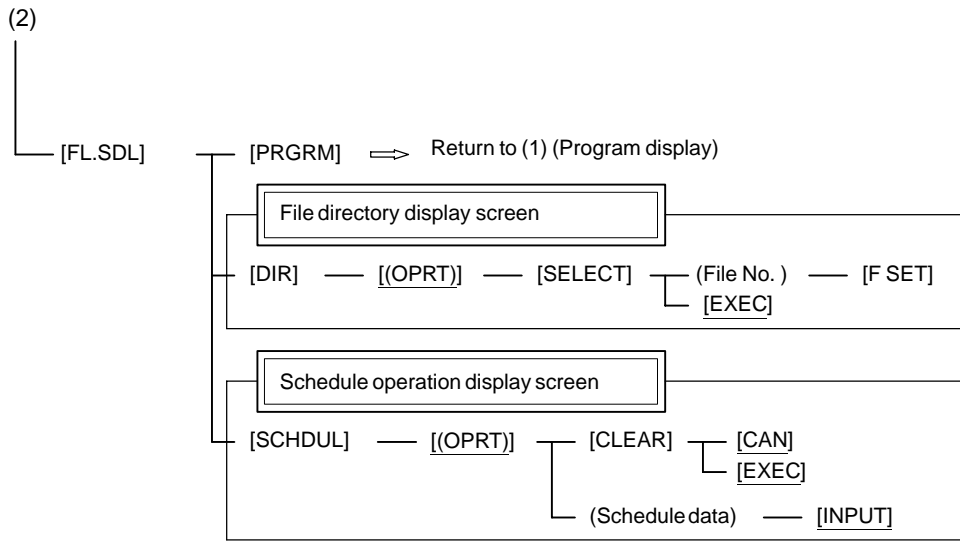 (2)
[FL.SDL] [PRGRM] Return to (1) (Program display)
File directory display screen
[DIR] [(OPRT)] [SELECT] (File No. ) [F SET]
[EXEC]
Schedule operation display screen
[SCHDUL] [(OPRT)] [CLEAR] [CAN]
[EXEC]
(Schedule data) [INPUT]